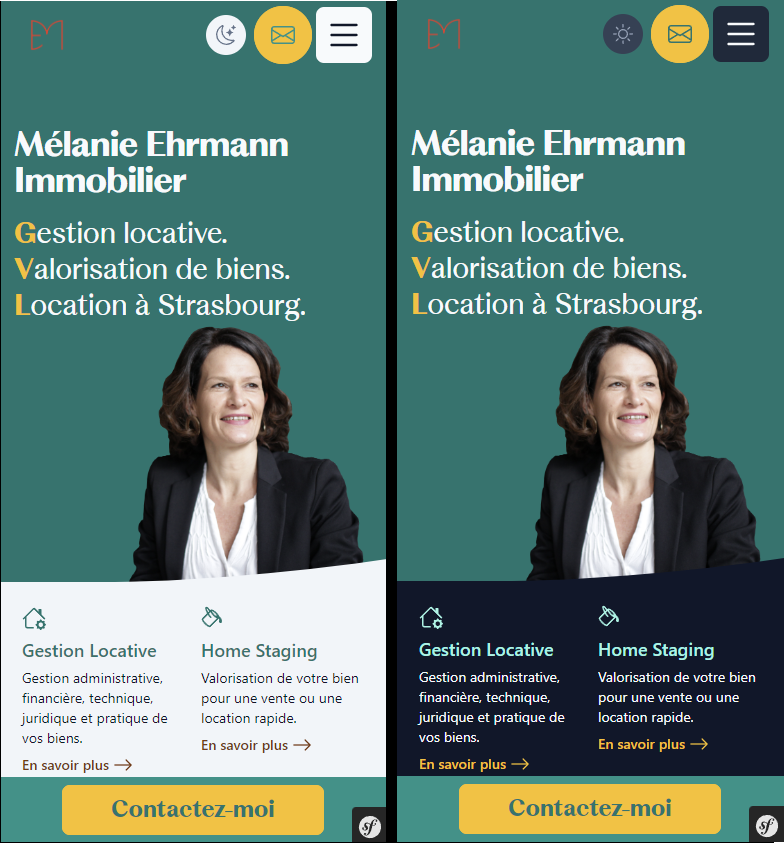 EM
Mélanie Ehrmann
Immobilier
Gestion locative.
Valorisation de biens.
Location à Strasbourg.
Gestion Locative
Gestion administrative,
financière, technique,
juridique et pratique de
vos biens.
En savoir plus
Home Staging
Valorisation de votre bien
pour une vente ou une
location rapide.
En savoir plus
Contactez-moi
sf
EM
Mélanie Ehrmann
Immobilier
Gestion locative.
Valorisation de biens.
Location à Strasbourg.
Gestion Locative
Gestion administrative,
financière, technique,
juridique et pratique de
vos biens.
En savoir plus
Home Staging
Valorisation de votre bien
pour une vente ou une
location rapide.
En savoir plus
Contactez-moi
sf